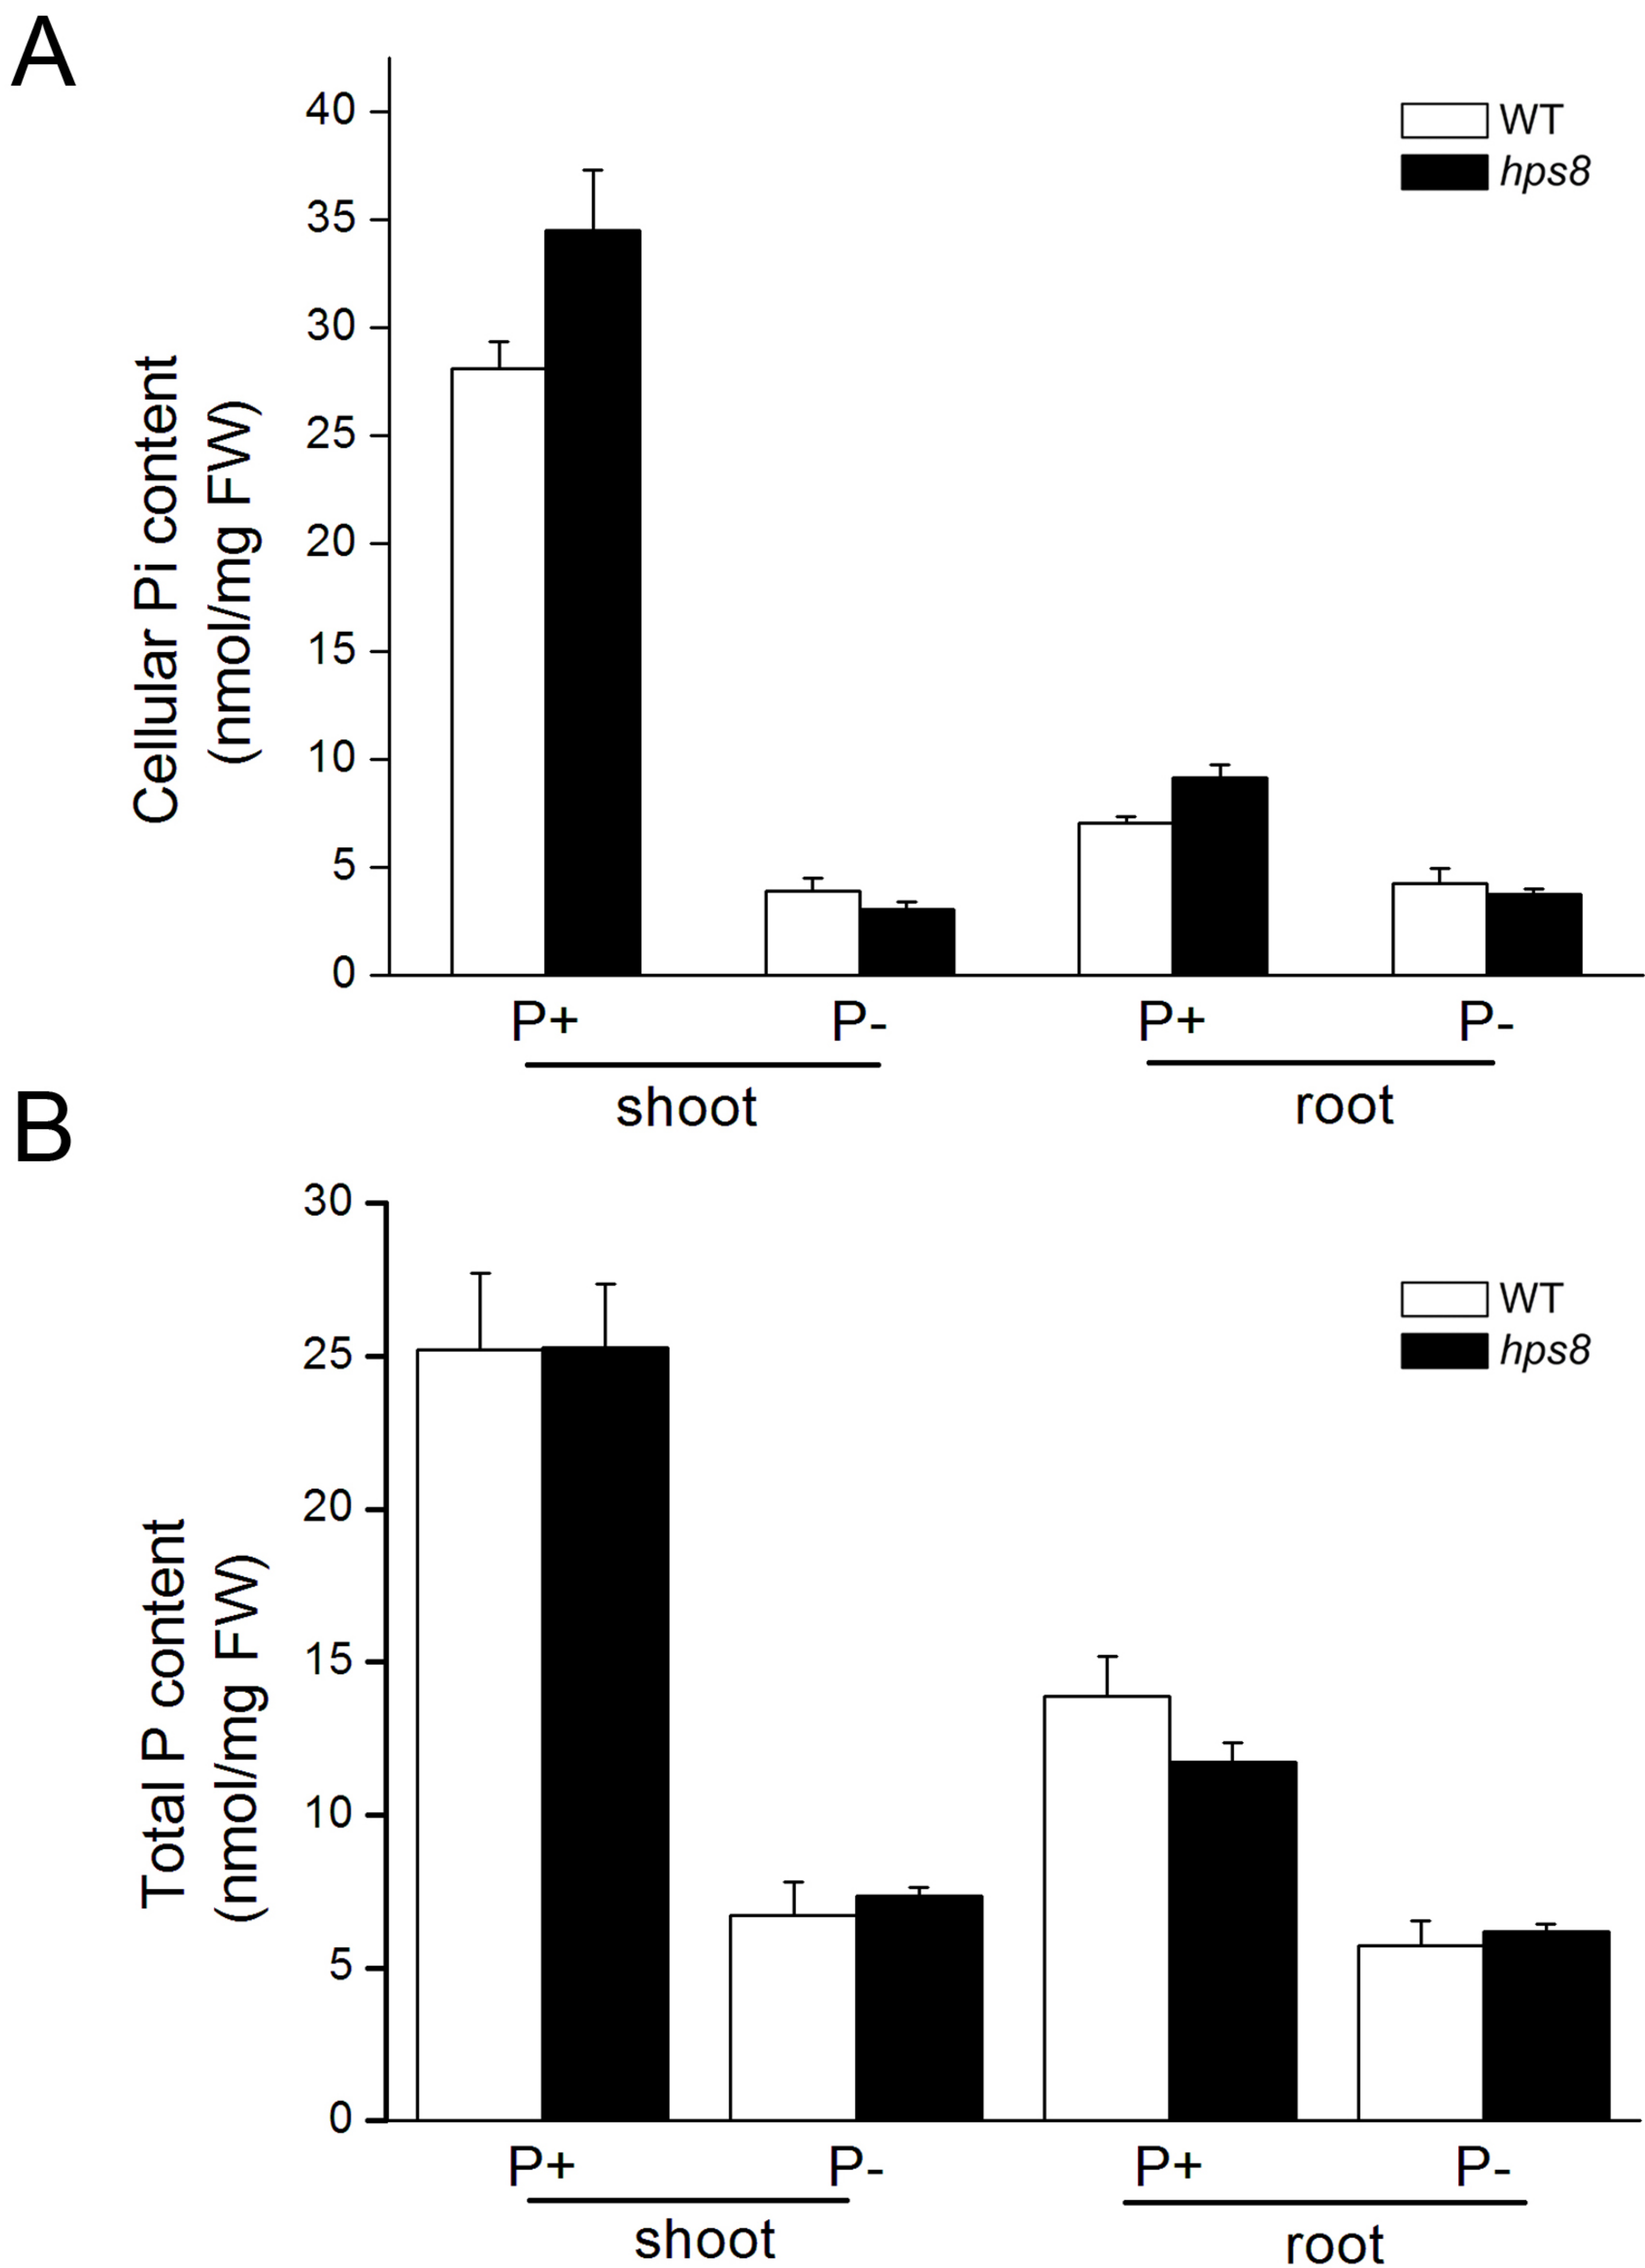 A
40
35
30
25
20
15
10
5
0
Cellular Pi content
(nmol/mg FW)
WT
hps8
P+ P- P+ P-
shoot root
B
30
25
20
15
10
5
0
Total P content
(nmol/mg FW)
WT
hps8
P+ P- P+ P-
shoot root